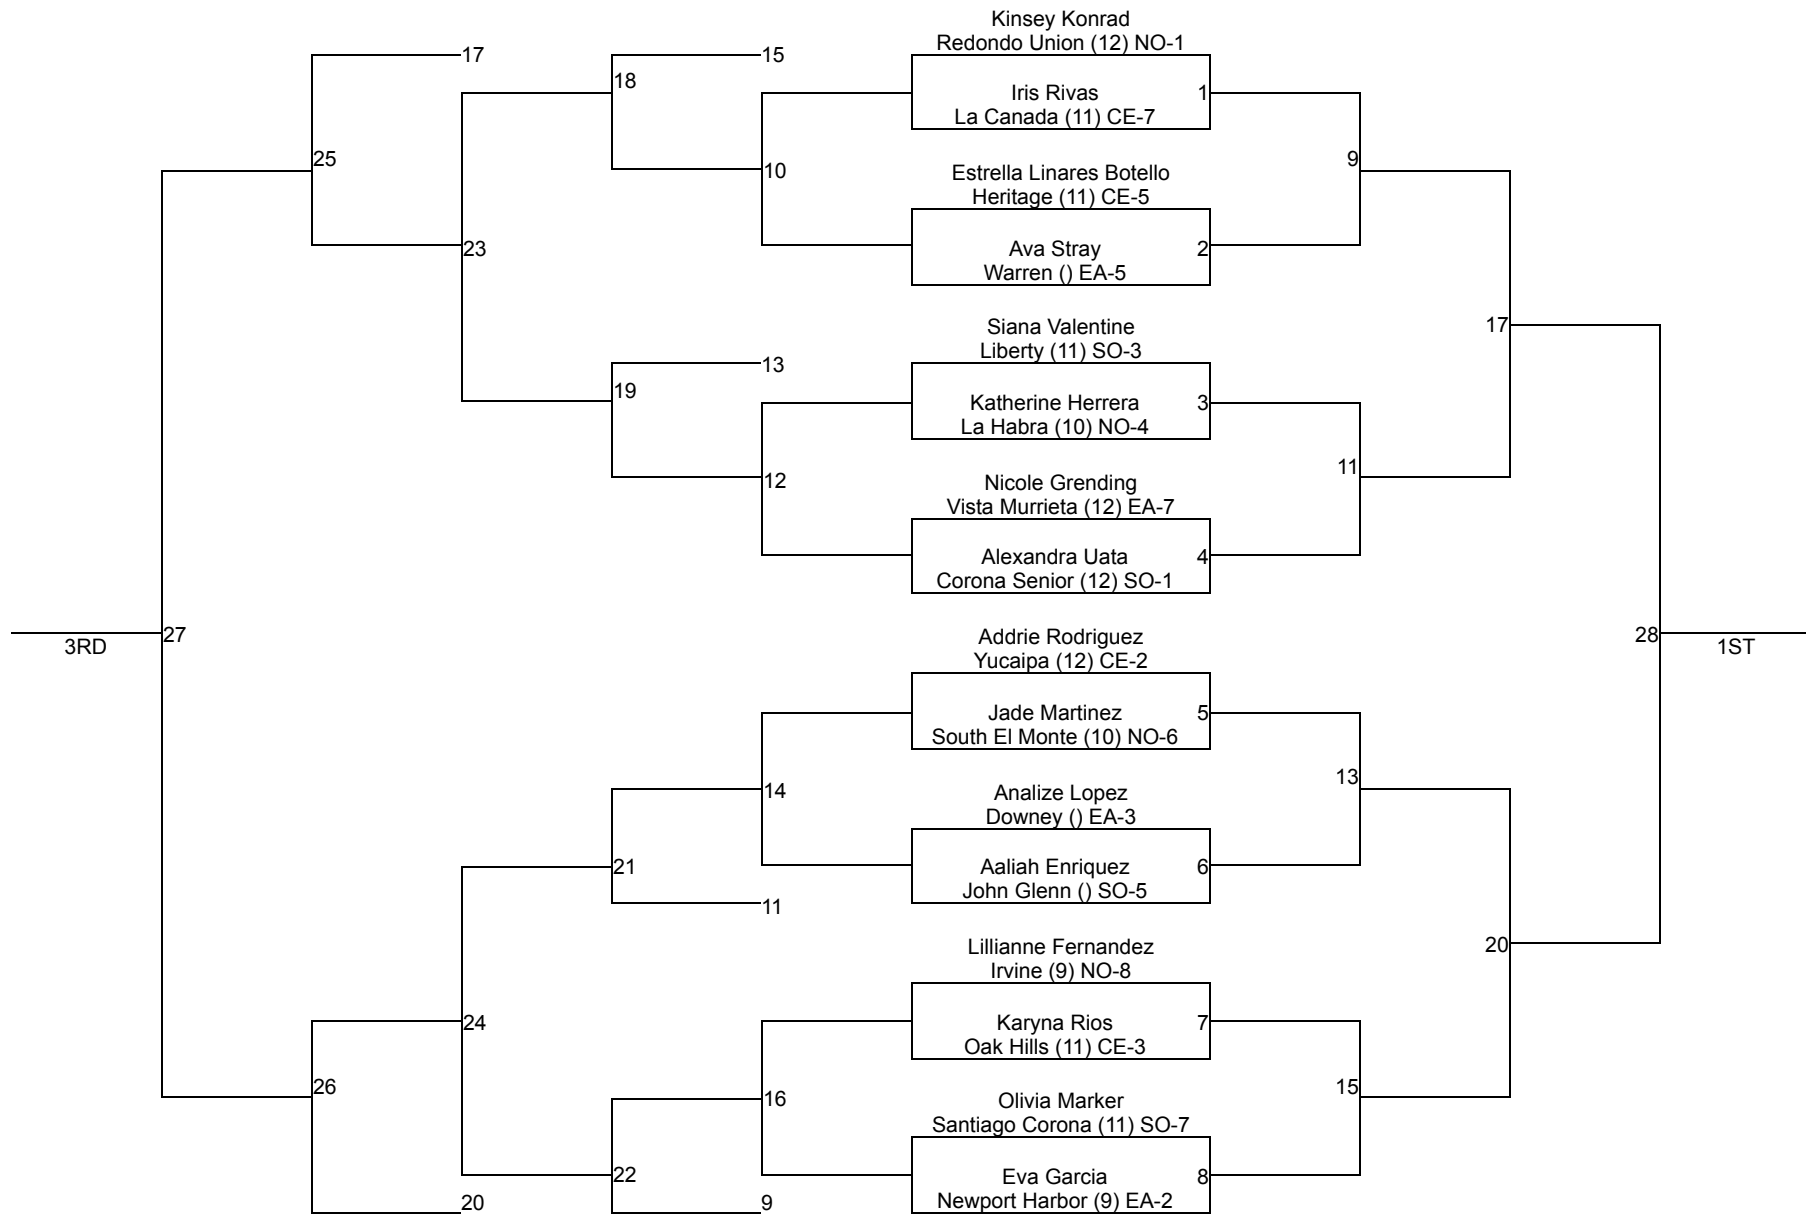 Kinsey Konrad
Redondo Union (12) NO-1
17
15
18
Iris Rivas
1
La Canada (11) CE-7
25
10
9
Estrella Linares Botello
Heritage (11) CE-5
23
Ava Stray
2
Warren () EA-5
17
Siana Valentine
Liberty (11) SO-3
13
19
Katherine Herrera
3
La Habra (10) NO-4
12
11
Nicole Grending
Vista Murrieta (12) EA-7
Alexandra Uata
4
Corona Senior (12) SO-1
3RD
27
28
1ST
Addrie Rodriguez
Yucaipa (12) CE-2
Jade Martinez
5
South El Monte (10) NO-6
14
13
Analize Lopez
Downey () EA-3
21
Aaliah Enriquez
6
John Glenn () SO-5
11
20
Lillianne Fernandez
Irvine (9) NO-8
24
Karyna Rios
7
Oak Hills (11) CE-3
26
16
15
Olivia Marker
Santiago Corona (11) SO-7
22
Eva Garcia
8
Newport Harbor (9) EA-2
20
9